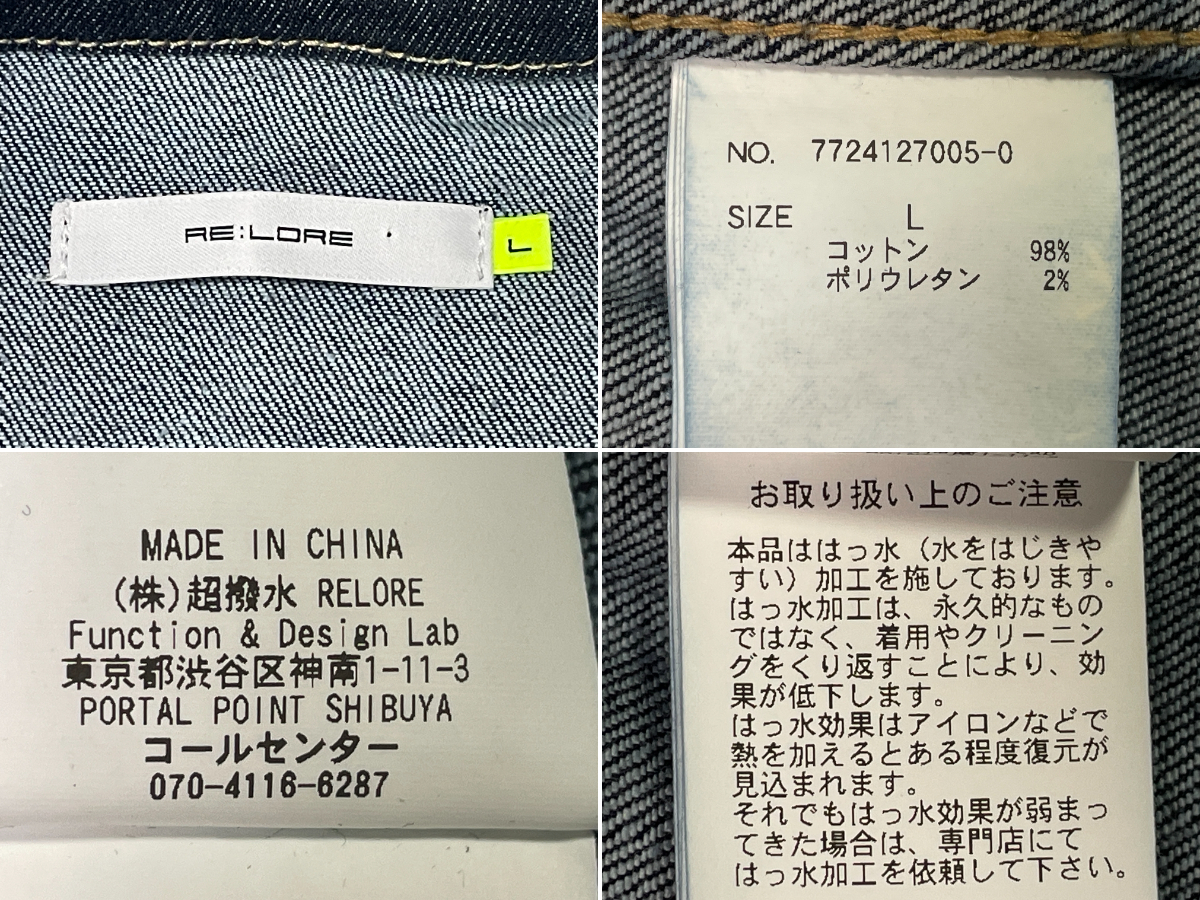 RE:LORE
L
NO. 7724127005-0
SIZE L
コットン 98%
ポリウレタン 2%
MADE IN CHINA
(株)超撥水 RELORE
Function & Design Lab
東京都渋谷区神南1-11-3
PORTAL POINT SHIBUYA
コールセンター
070-4116-6287
お取り扱い上のご注意
本品ははっ水（水をはじきや
すい）加工を施しております。
はっ水加工は、永久的なもの
ではなく、着用やクリーニン
グをくり返すことにより、効
果が低下します。
はっ水効果はアイロンなどで
熱を加えるとある程度復元が
見込まれます。
それでもはっ水効果が弱まっ
てきた場合は、専門店にて
はっ水加工を依頼して下さい。